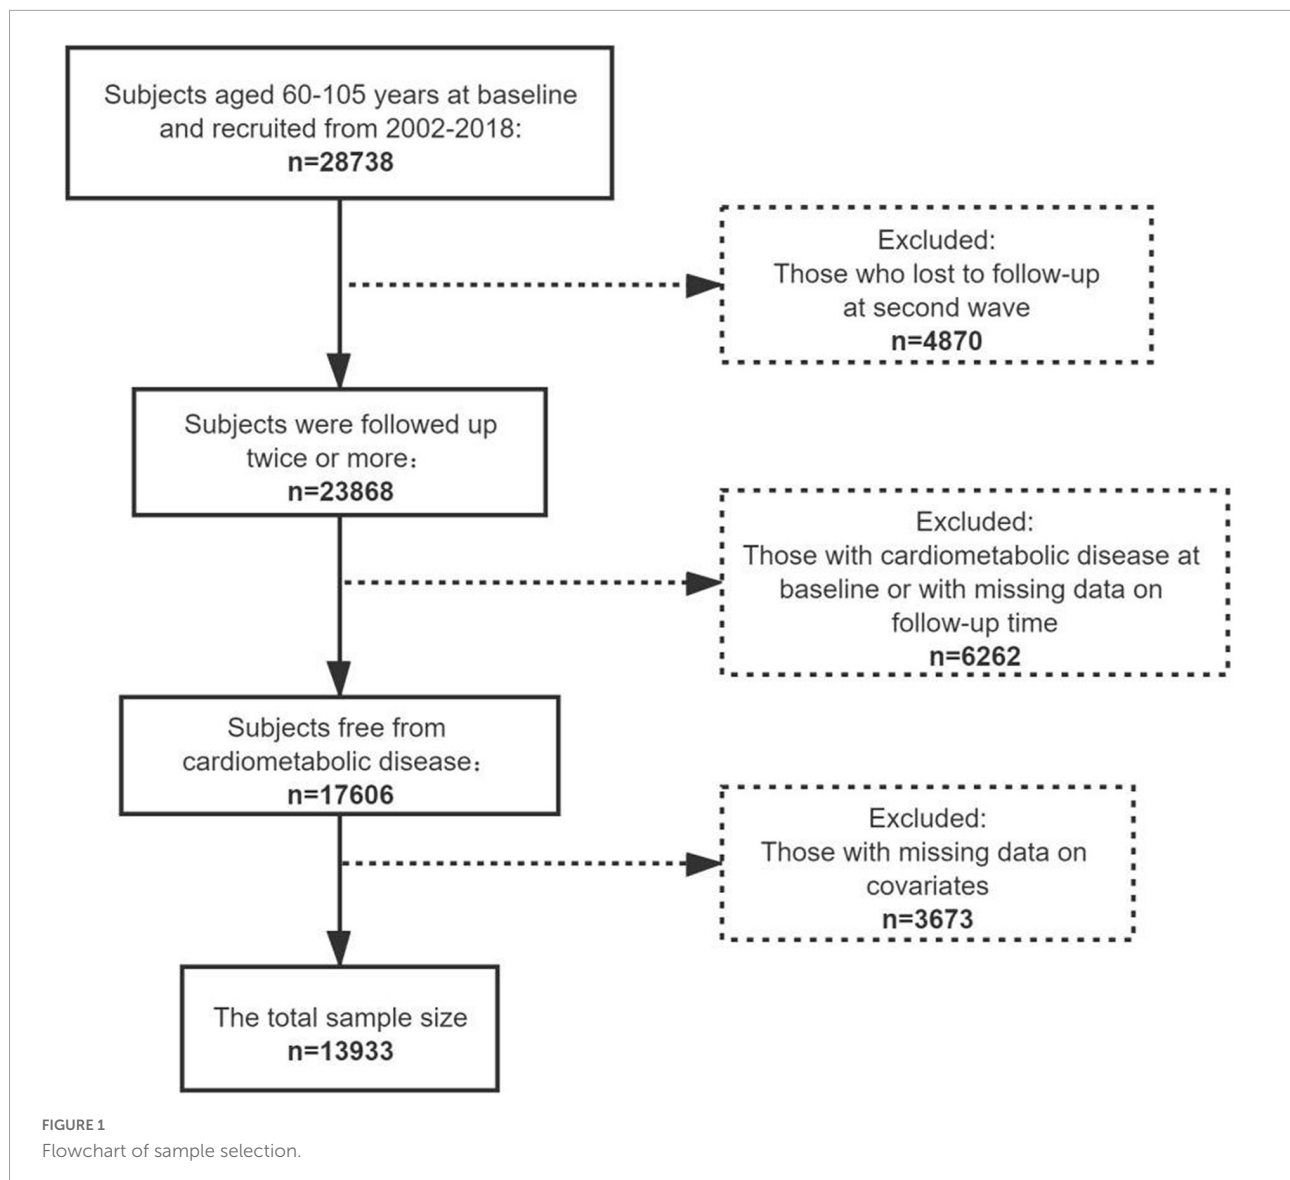 Subjects aged 60-105 years at baseline
and recruited from 2002-2018:
n=28738
Excluded:
Those who lost to follow-up
at second wave
n=4870
Subjects were followed up
twice or more：
n=23868
Excluded:
Those with cardiometabolic disease at
baseline or with missing data on
follow-up time
n=6262
Subjects free from
cardiometabolic disease：
n=17606
Excluded:
Those with missing data on
covariates
n=3673
The total sample size
n=13933
FIGURE 1
Flowchart of sample selection.